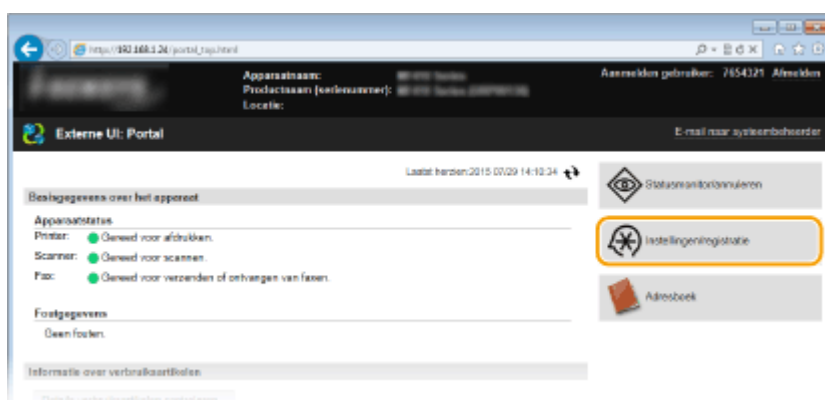 http://192.168.1.24/portal_top.html
Apparaatnaam:
Productnaam (serienummer):
Locatie:
Aanmelden gebruiker: 7654321 Afmelden
Externe UI: Portal
E-mail naar systeembeheerder
Laatst herzien:2015 07/29 14:10:34
Basisgegevens over het apparaat
Apparaatstatus
Printer: Gereed voor afdrukken.
Scanner: Gereed voor scannen.
Fax: Gereed voor verzenden of ontvangen van faxen.
Foutgegevens
Geen fouten.
Informatie over verbruiksartikelen
Statusmonitor/annuleren
Instellingen/registratie
Adresboek